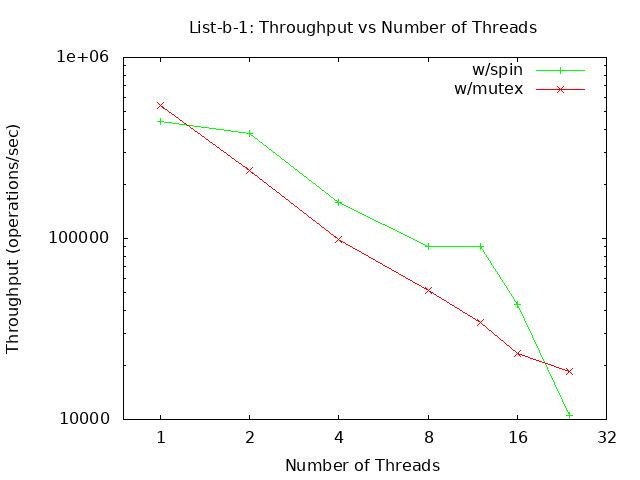 List-b-1: Throughput vs Number of Threads
1e+06
w/spin
w/mutex
Throughput (operations/sec)
100000
10000
1 2 4 8 16 32
Number of Threads